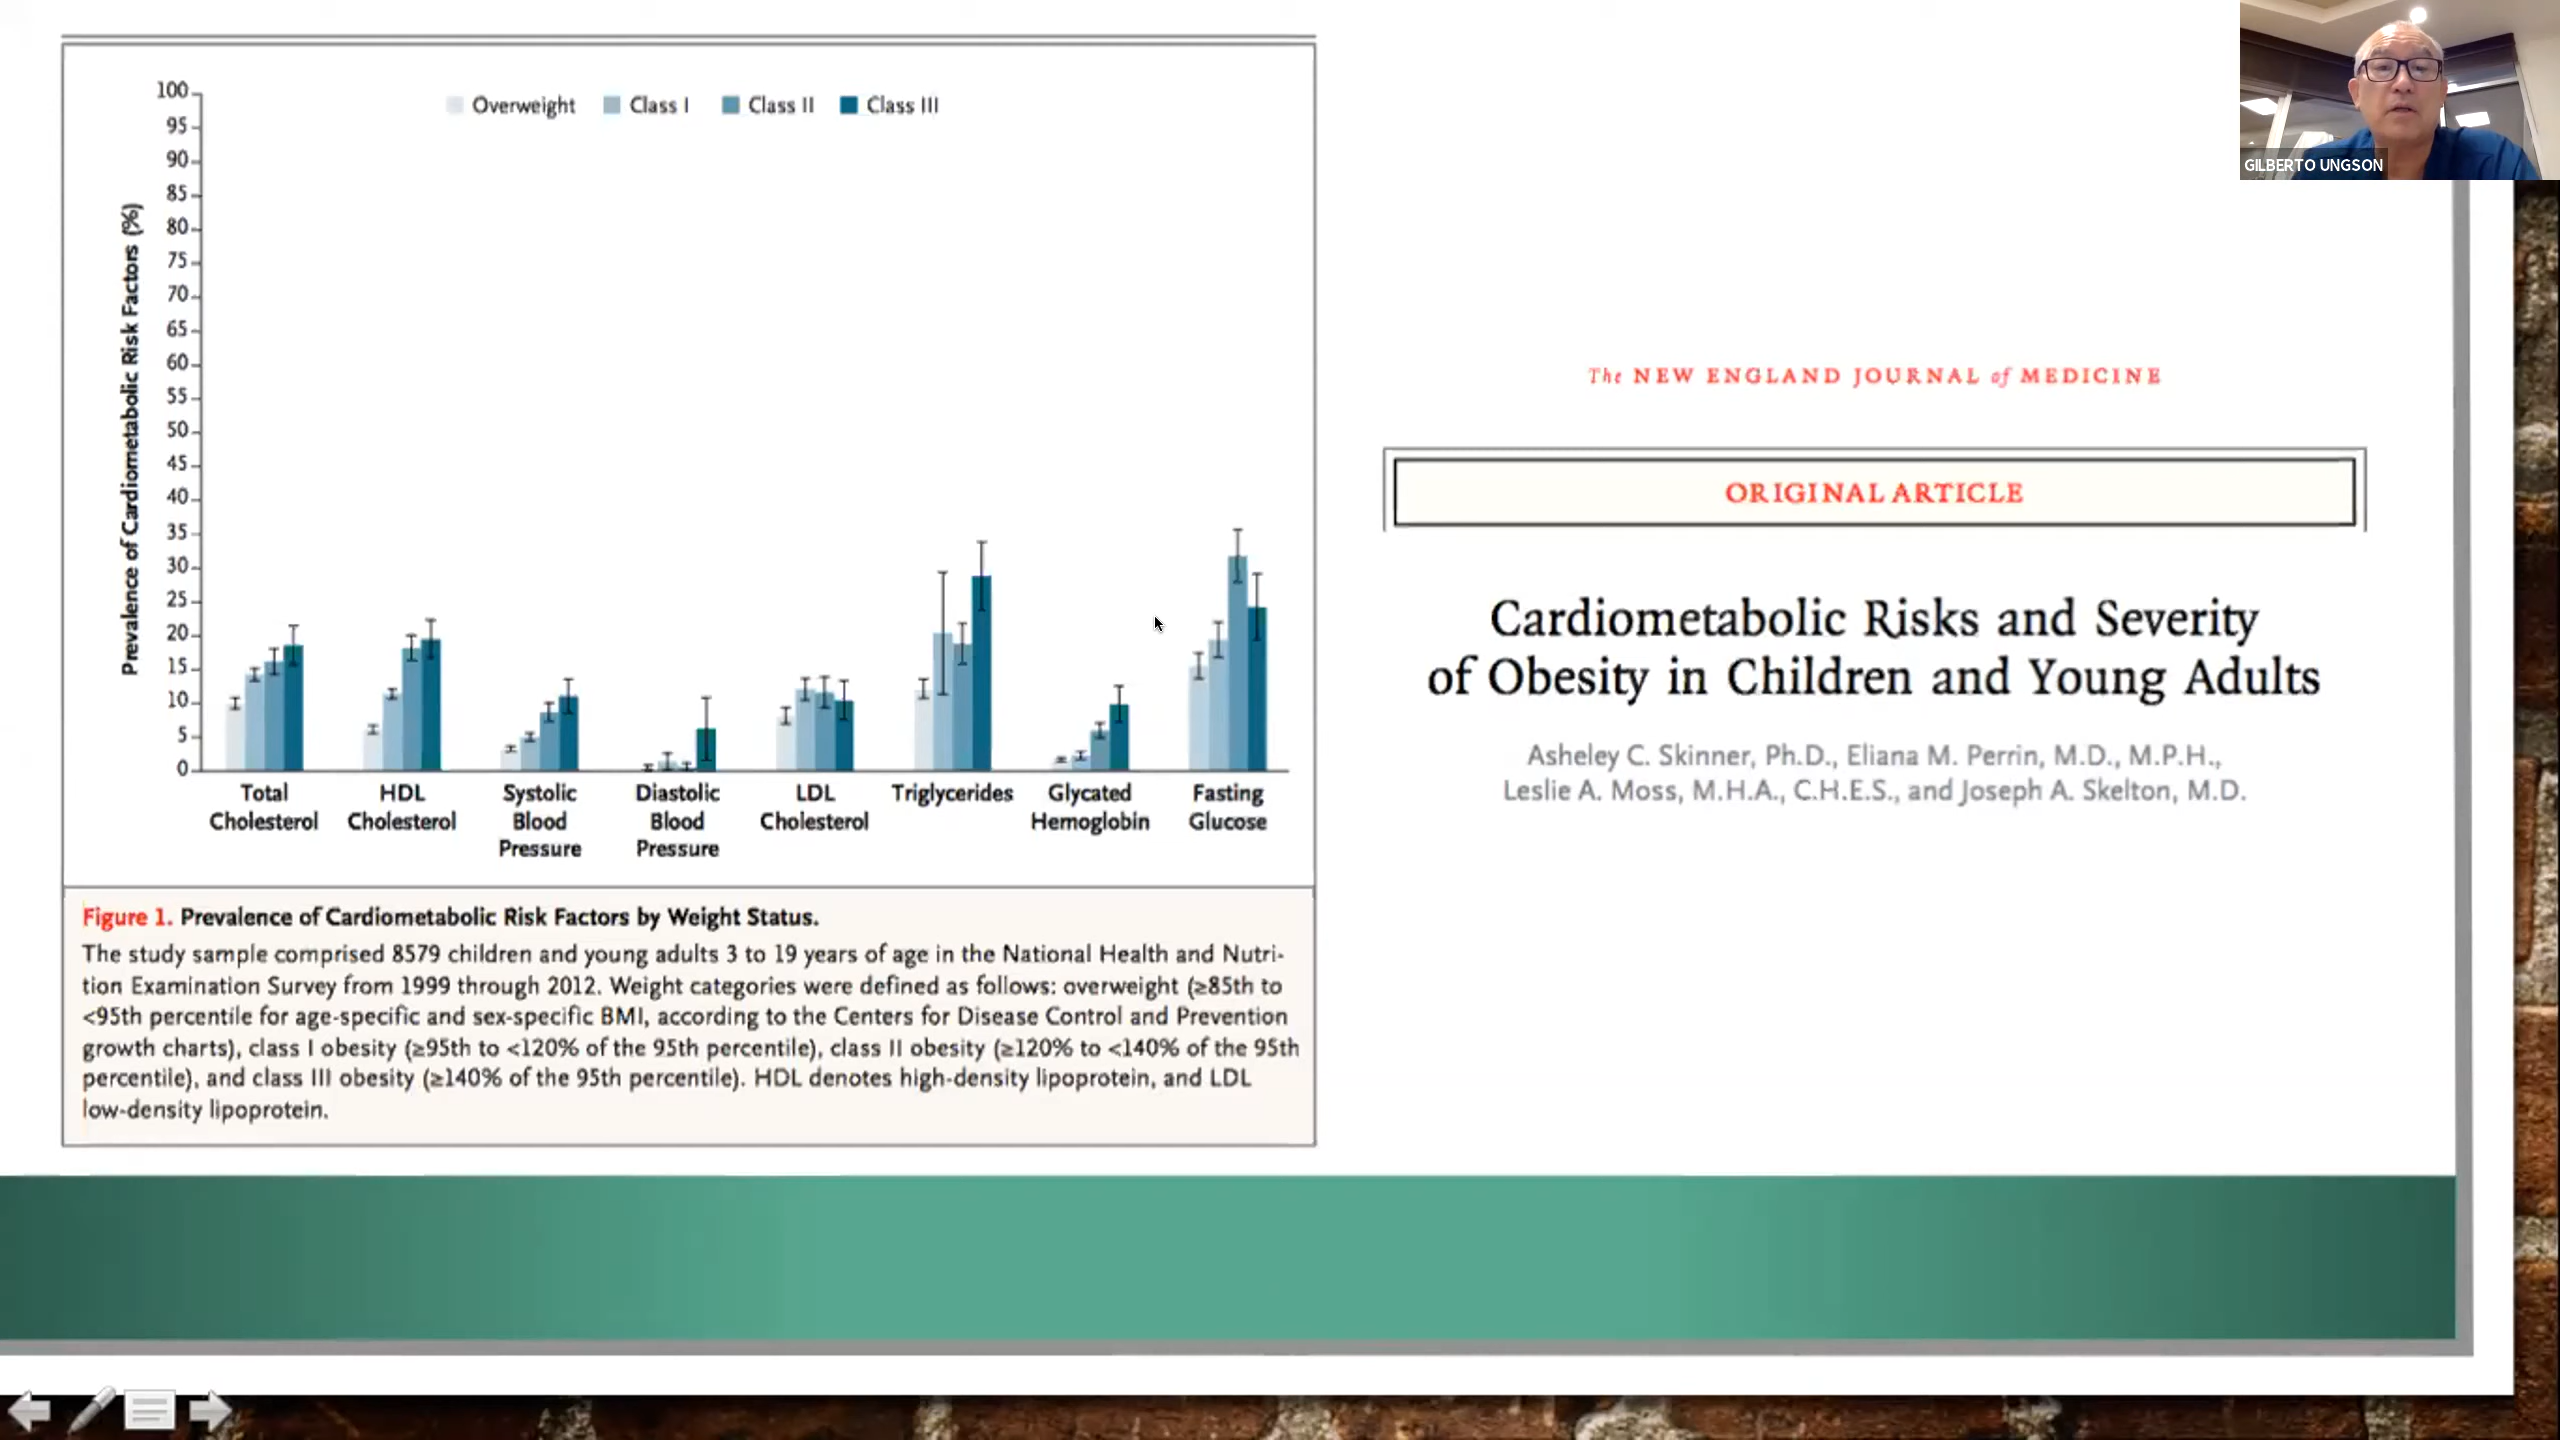 GILBERTO UNGSON
Overweight Class I Class II Class III
Prevalence of Cardiometabolic Risk Factors (%)
100
95
90
85
80
75
70
65
60
55
50
45
40
35
30
25
20
15
10
5
0
Total Cholesterol
HDL Cholesterol
Systolic Blood Pressure
Diastolic Blood Pressure
LDL Cholesterol
Triglycerides
Glycated Hemoglobin
Fasting Glucose
Figure 1. Prevalence of Cardiometabolic Risk Factors by Weight Status.
The study sample comprised 8579 children and young adults 3 to 19 years of age in the National Health and Nutri-
tion Examination Survey from 1999 through 2012. Weight categories were defined as follows: overweight (≥85th to
<95th percentile for age-specific and sex-specific BMI, according to the Centers for Disease Control and Prevention
growth charts), class I obesity (≥95th to <120% of the 95th percentile), class II obesity (≥120% to <140% of the 95th
percentile), and class III obesity (≥140% of the 95th percentile). HDL denotes high-density lipoprotein, and LDL
low-density lipoprotein.
The NEW ENGLAND JOURNAL of MEDICINE
ORIGINAL ARTICLE
Cardiometabolic Risks and Severity
of Obesity in Children and Young Adults
Asheley C. Skinner, Ph.D., Eliana M. Perrin, M.D., M.P.H.,
Leslie A. Moss, M.H.A., C.H.E.S., and Joseph A. Skelton, M.D.